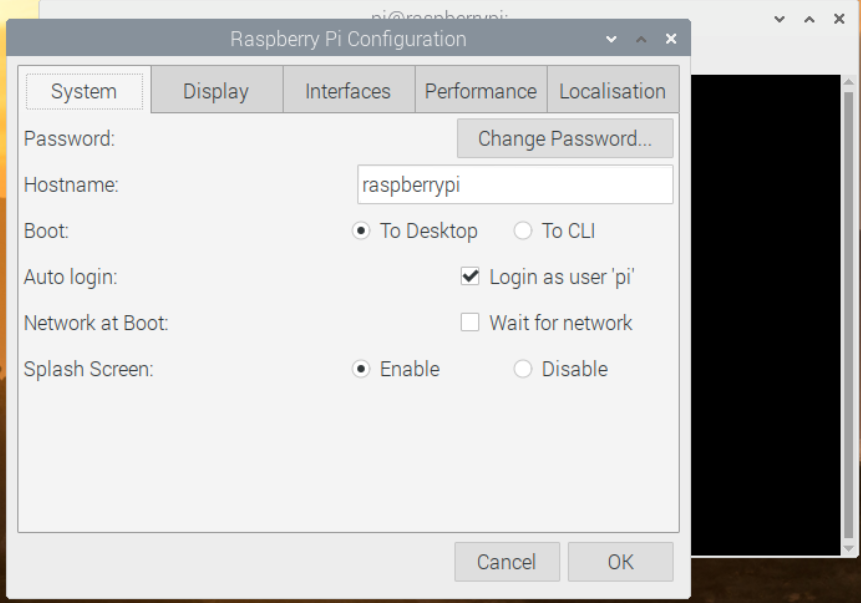 pi@raspberrypi:
Raspberry Pi Configuration
System Display Interfaces Performance Localisation
Password: Change Password...
Hostname: raspberrypi
Boot: To Desktop To CLI
Auto login: Login as user 'pi'
Network at Boot: Wait for network
Splash Screen: Enable Disable
Cancel OK